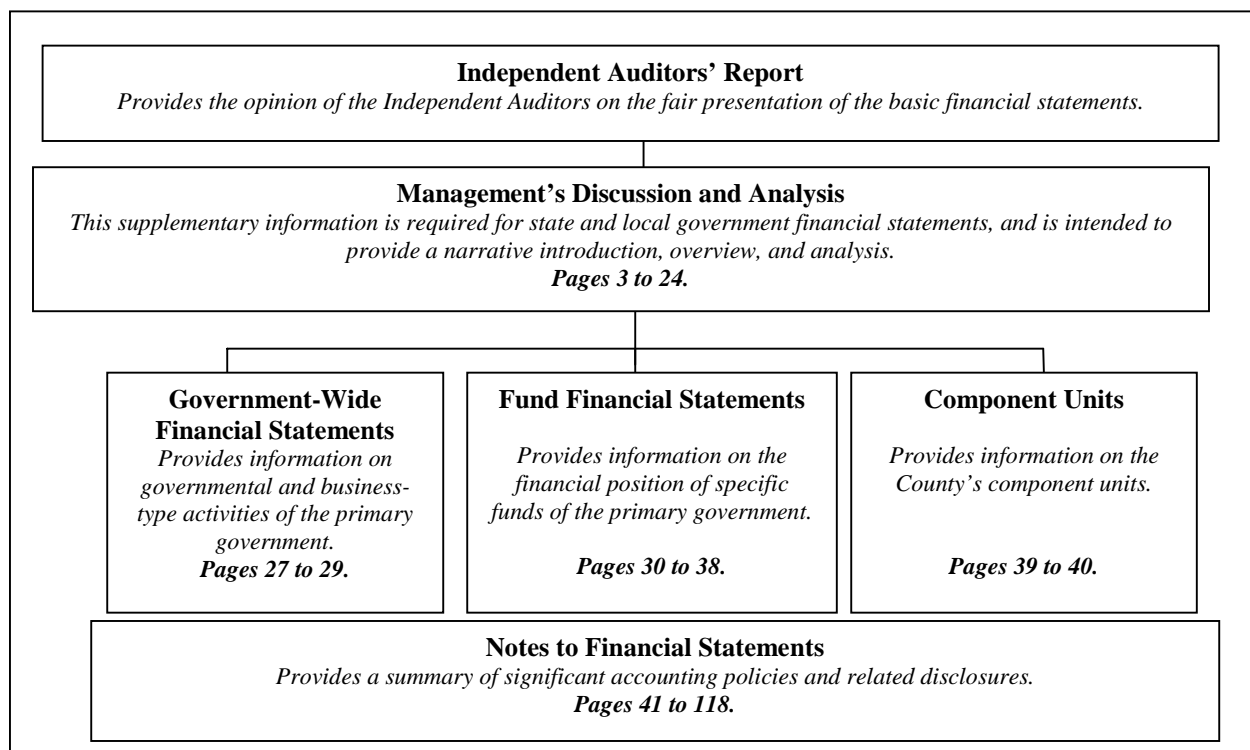 Independent Auditors' Report
Provides the opinion of the Independent Auditors on the fair presentation of the basic financial statements.
Management's Discussion and Analysis
This supplementary information is required for state and local government financial statements, and is intended to
provide a narrative introduction, overview, and analysis.
Pages 3 to 24.
Government-Wide
Financial Statements
Provides information on
governmental and business-
type activities of the primary
government.
Pages 27 to 29.
Fund Financial Statements
Provides information on the
financial position of specific
funds of the primary government.
Pages 30 to 38.
Component Units
Provides information on the
County's component units.
Pages 39 to 40.
Notes to Financial Statements
Provides a summary of significant accounting policies and related disclosures.
Pages 41 to 118.